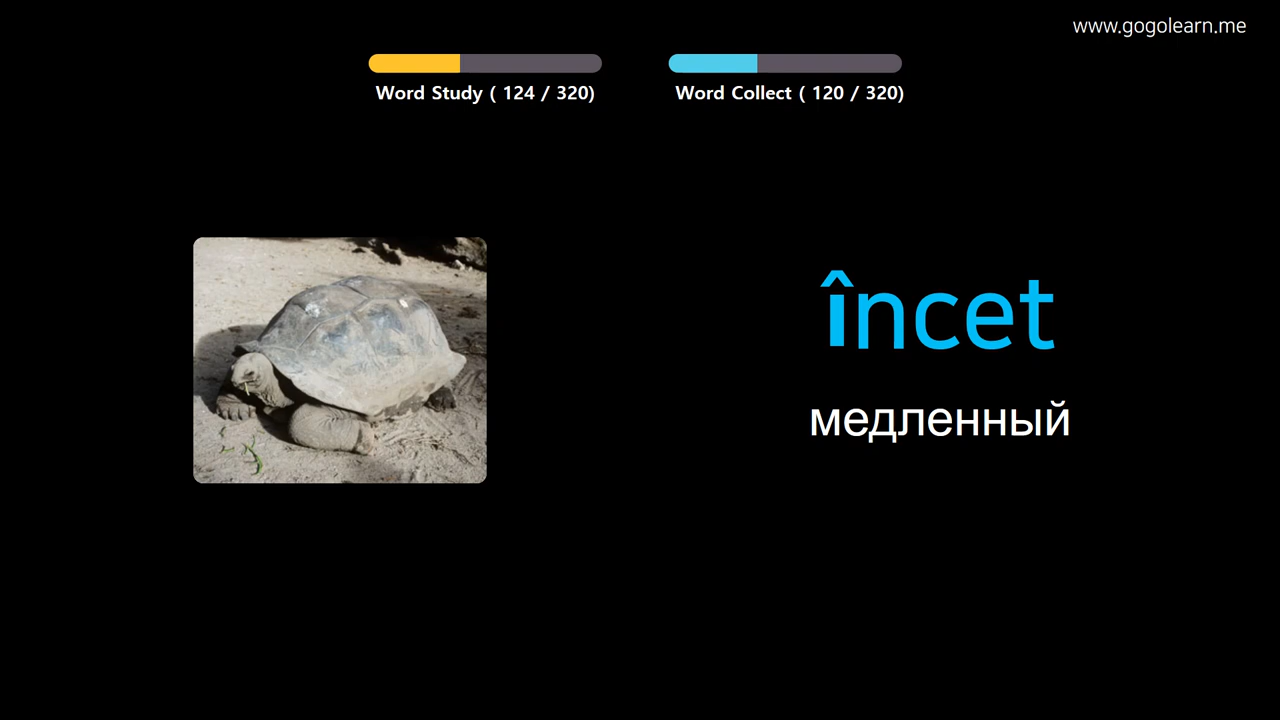 www.gogolearn.me
Word Study ( 124 / 320)
Word Collect ( 120 / 320)
încet
медленный